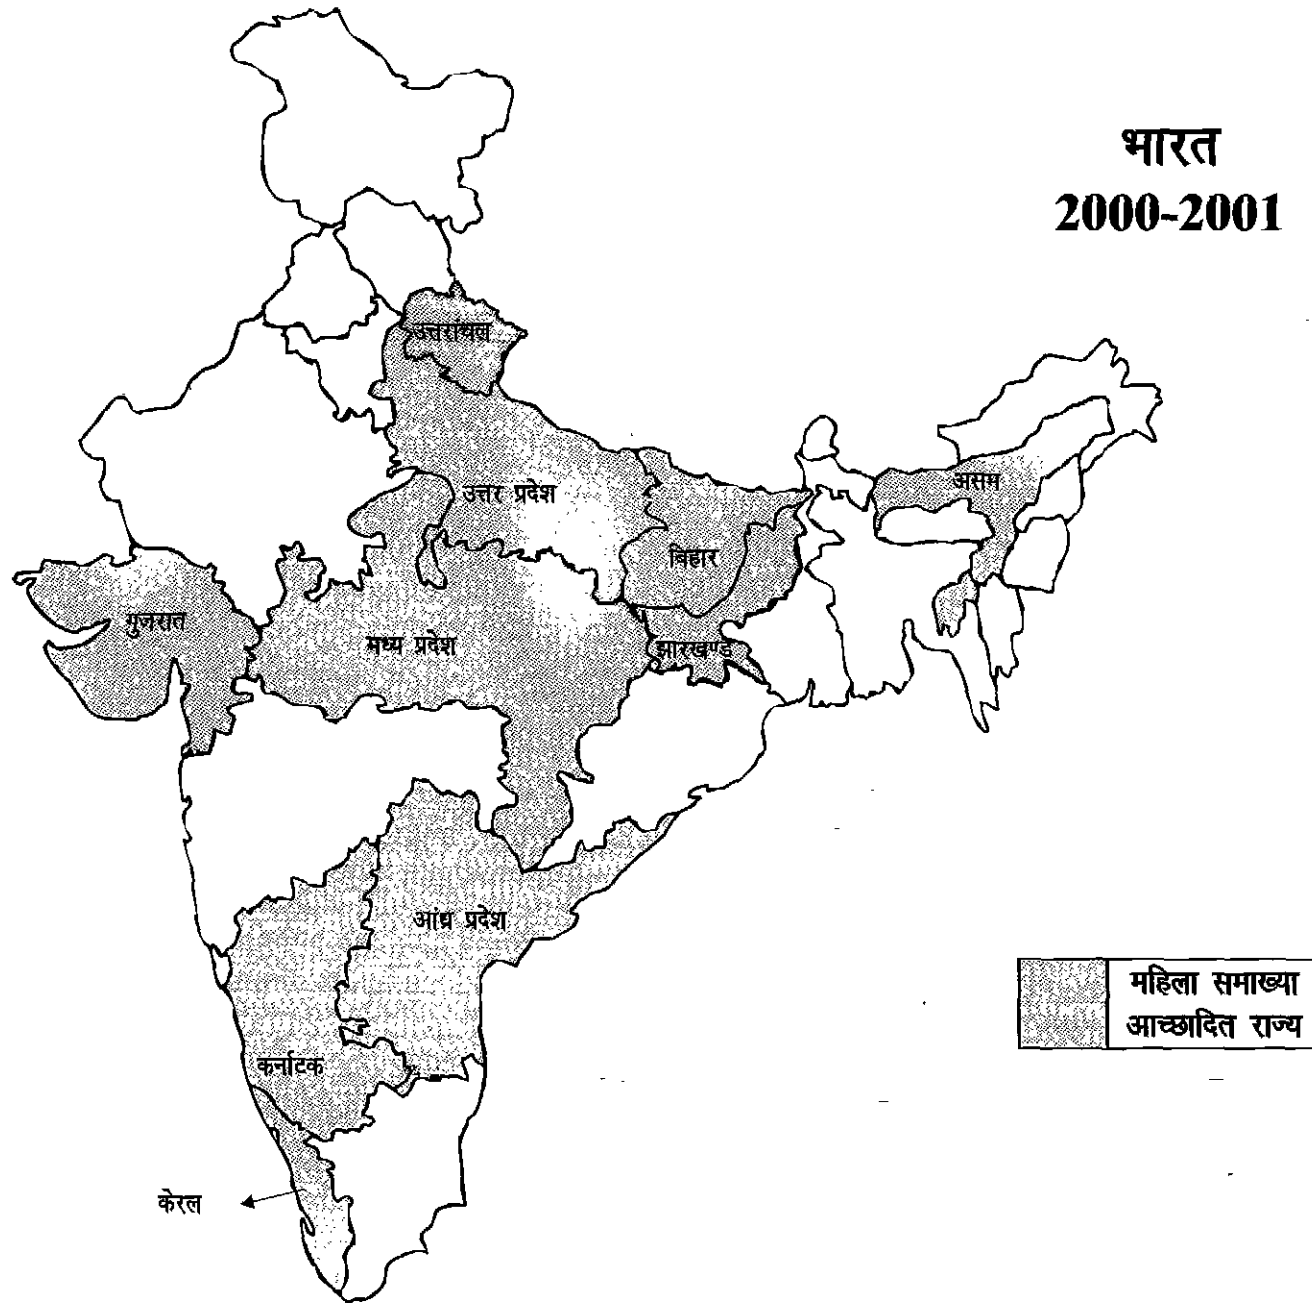 भारत
2000-2001
उत्तरांचल
उत्तर प्रदेश
असम
बिहार
गुजरात
मध्य प्रदेश
झारखण्ड
आंध्र प्रदेश
महिला समाख्या
आच्छादित राज्य
कर्नाटक
केरल